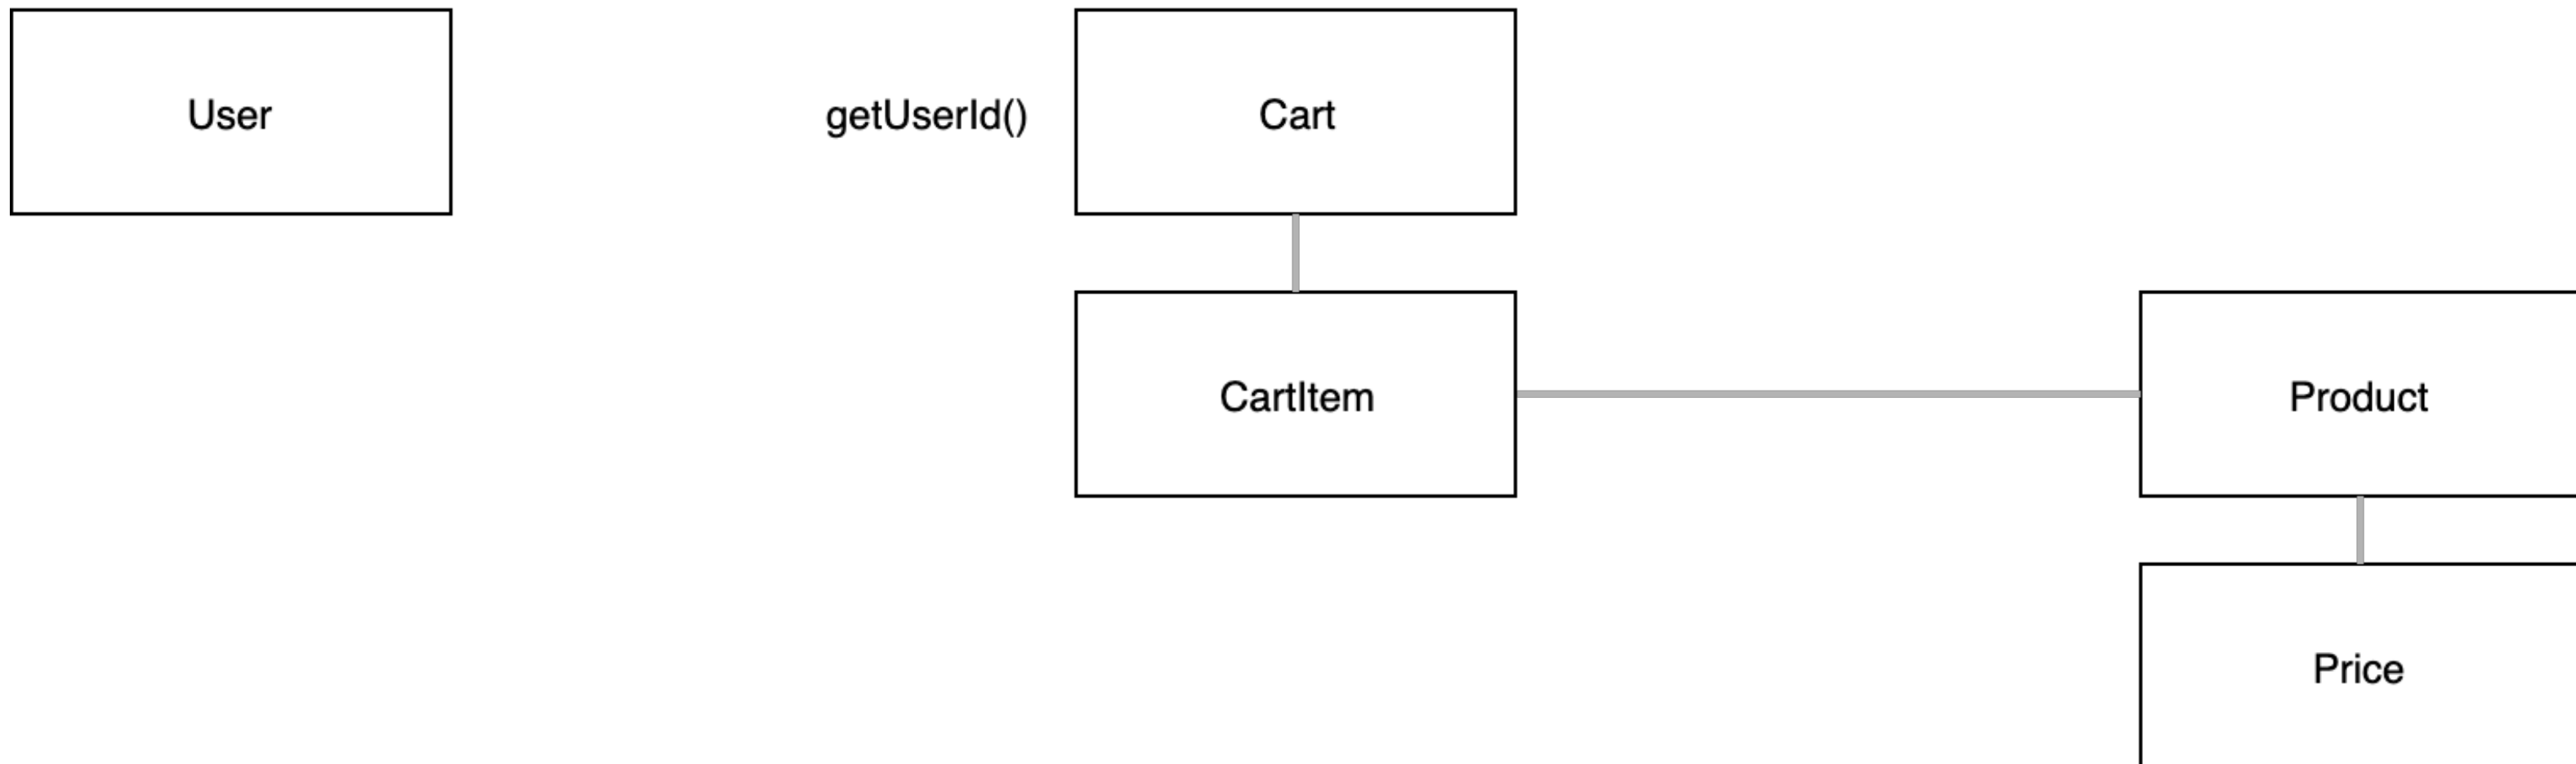 User
getUserId()
Cart
CartItem
Product
Price